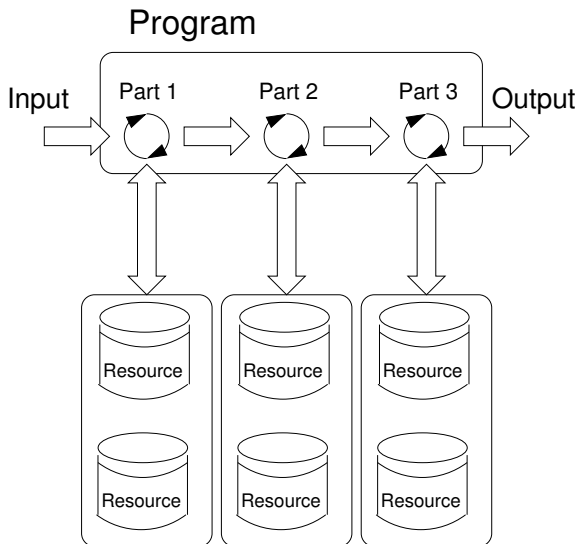 Program
Input
Part 1
Part 2
Part 3
Output
Resource
Resource
Resource
Resource
Resource
Resource